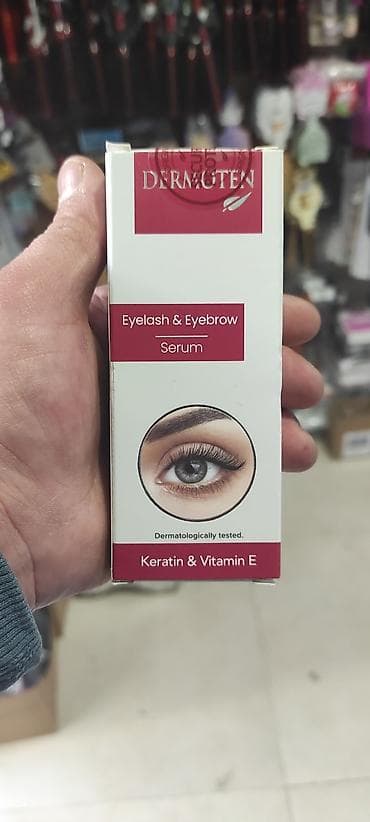 DERMOTEN
Eyelash & Eyebrow
Serum
Dermatologically tested.
Keratin & Vitamin E